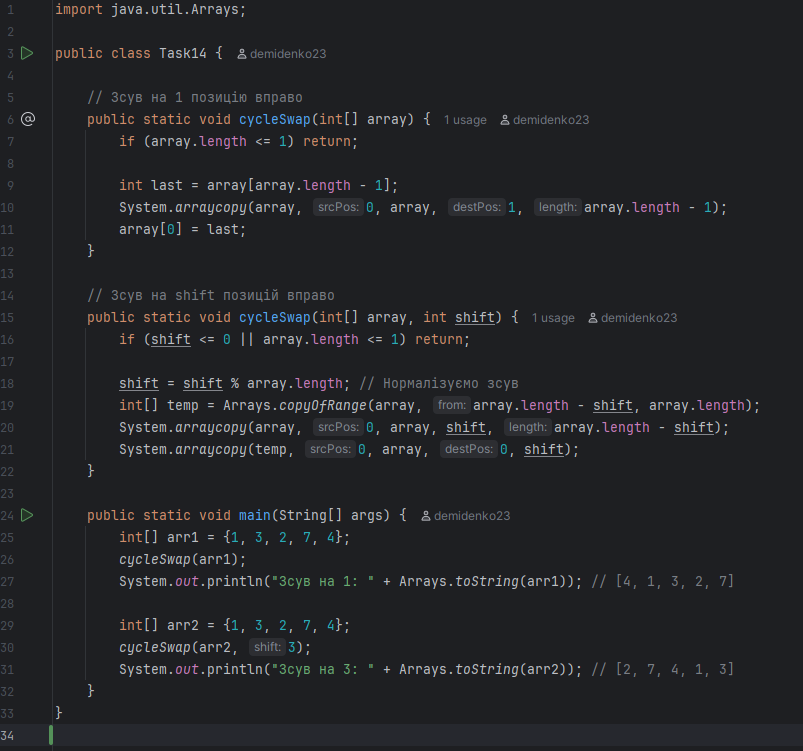 1 import java.util.Arrays;
2
3 public class Task14 { demidenko23
4
5 // Зсув на 1 позицію вправо
6 public static void cycleSwap(int[] array) { 1 usage demidenko23
7 if (array.length <= 1) return;
8
9 int last = array[array.length - 1];
10 System.arraycopy(array, srcPos: 0, array, destPos: 1, length: array.length - 1);
11 array[0] = last;
12 }
13
14 // Зсув на shift позицій вправо
15 public static void cycleSwap(int[] array, int shift) { 1 usage demidenko23
16 if (shift <= 0 || array.length <= 1) return;
17
18 shift = shift % array.length; // Нормалізуємо зсув
19 int[] temp = Arrays.copyOfRange(array, from: array.length - shift, array.length);
20 System.arraycopy(array, srcPos: 0, array, shift, length: array.length - shift);
21 System.arraycopy(temp, srcPos: 0, array, destPos: 0, shift);
22 }
23
24 public static void main(String[] args) { demidenko23
25 int[] arr1 = {1, 3, 2, 7, 4};
26 cycleSwap(arr1);
27 System.out.println("Зсув на 1: " + Arrays.toString(arr1)); // [4, 1, 3, 2, 7]
28
29 int[] arr2 = {1, 3, 2, 7, 4};
30 cycleSwap(arr2, shift: 3);
31 System.out.println("Зсув на 3: " + Arrays.toString(arr2)); // [2, 7, 4, 1, 3]
32 }
33 }
34